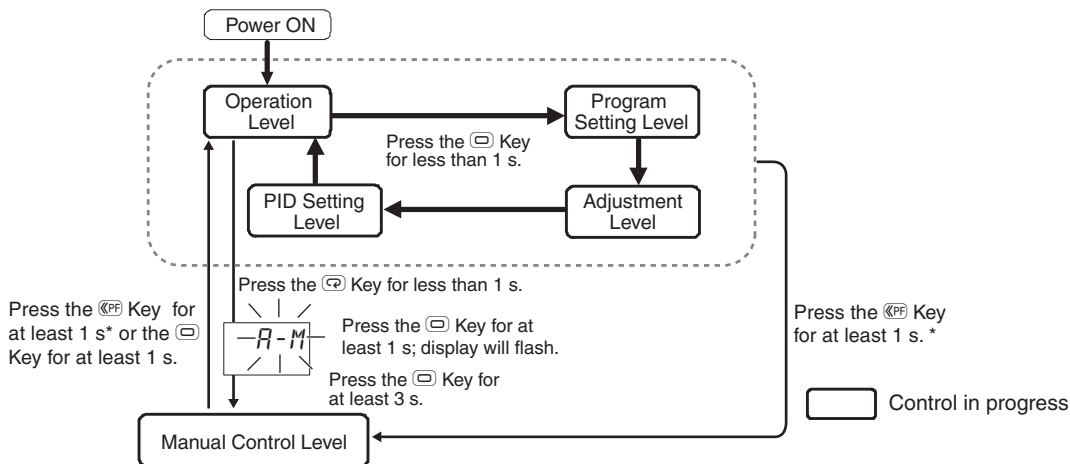 Power ON
Operation
Level
Program
Setting Level
Press the Key
for less than 1 s.
PID Setting
Level
Adjustment
Level
Press the Key for less than 1 s.
Press the PF Key for
at least 1 s* or the
Key for at least 1 s.
A-M
Press the Key for at
least 1 s; display will flash.
Press the Key for
at least 3 s.
Press the PF Key
for at least 1 s. *
Manual Control Level
Control in progress